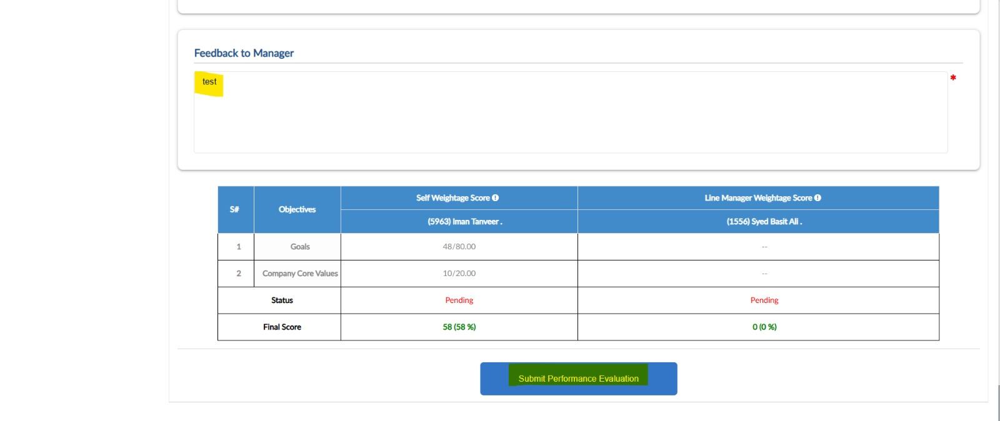 Feedback to Manager
test
*
S# Objectives Self Weightage Score Line Manager Weightage Score
(5963) Iman Tanveer . (1556) Syed Basit Ali .
1 Goals 48/80.00 --
2 Company Core Values 10/20.00 --
Status Pending Pending
Final Score 58 (58 %) 0 (0 %)
Submit Performance Evaluation